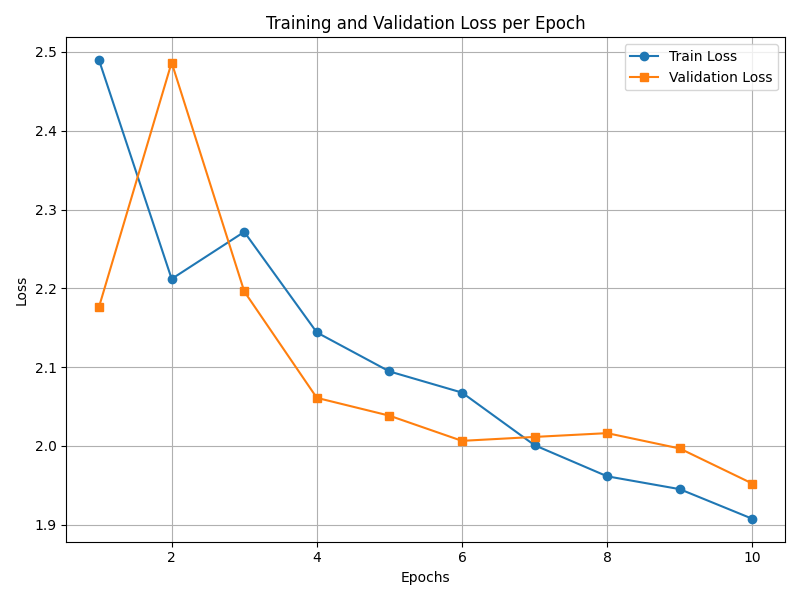 Training and Validation Loss per Epoch
Train Loss
Validation Loss
2.5
2.4
2.3
2.2
2.1
2.0
1.9
Loss
2 4 6 8 10
Epochs